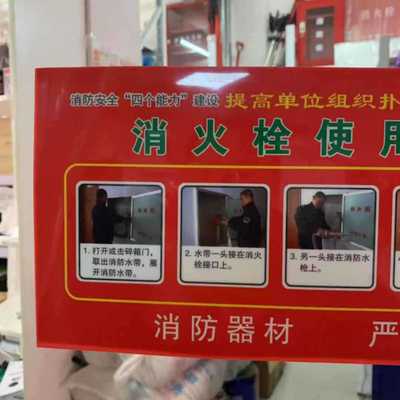 消防安全“四个能力”建设 提高单位组织扑
消火栓使用
1. 打开或击碎箱门,
取出消防水带,展
开消防水带。
2. 水带一头接在消火
栓接口上。
3. 另一头接在消防水
枪上。
消防器材 严
消火栓